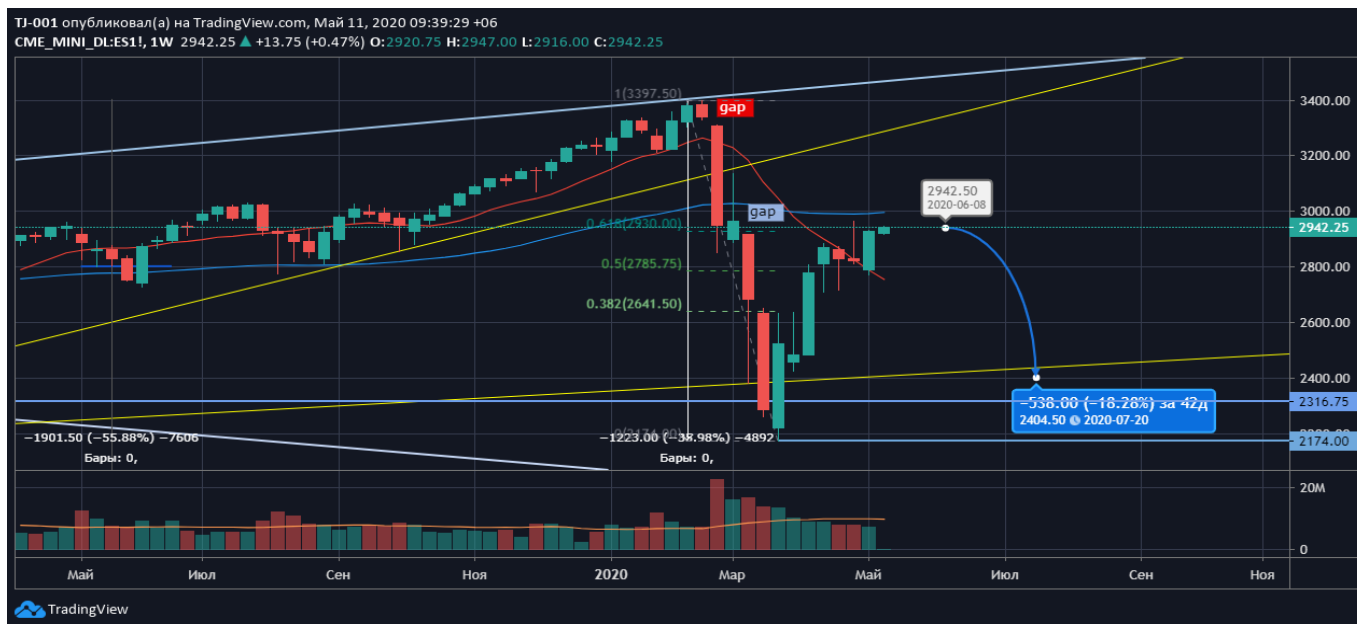 TJ-001 опубликовал(а) на TradingView.com, Май 11, 2020 09:39:29 +06
CME_MINI_DL:ES1!, 1W 2942.25 ▲ +13.75 (+0.47%) O:2920.75 H:2947.00 L:2916.00 C:2942.25
1(3397.50)
gap
3400.00
3200.00
2942.50
2020-06-08
gap
0.618(2930.00)
3000.00
2942.25
0.5(2785.75)
2800.00
0.382(2641.50)
2600.00
2400.00
−538.00 (−18.28%) за 42д
2404.50 2020-07-20
2316.75
−1901.50 (−55.88%) −7606
−1223.00 (−35.98%) −4892
2174.00
Бары: 0,
Бары: 0,
20M
0
Май Июл Сен Ноя 2020 Мар Май Июл Сен Ноя
TradingView